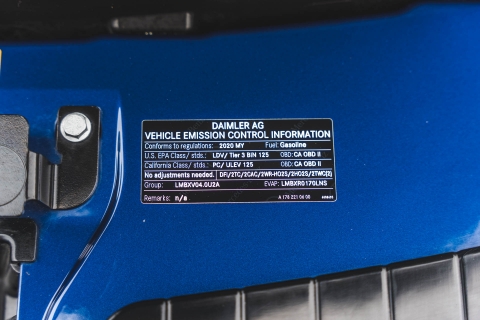 DAIMLER AG
VEHICLE EMISSION CONTROL INFORMATION
Conforms to regulations: 2020 MY Fuel: Gasoline
U.S. EPA Class/ stds.: LDV/ Tier 3 BIN 125 OBD: CA OBD II
California Class/ stds.: PC/ ULEV 125 OBD: CA OBD II
No adjustments needed. DFI/2TC/2CAC/2WR-HO2S/2HO2S/2TWC(2)
Group: LMBXV04.0U2A EVAP: LMBXR0170LNS
Remarks: n/a A 178 221 06 00